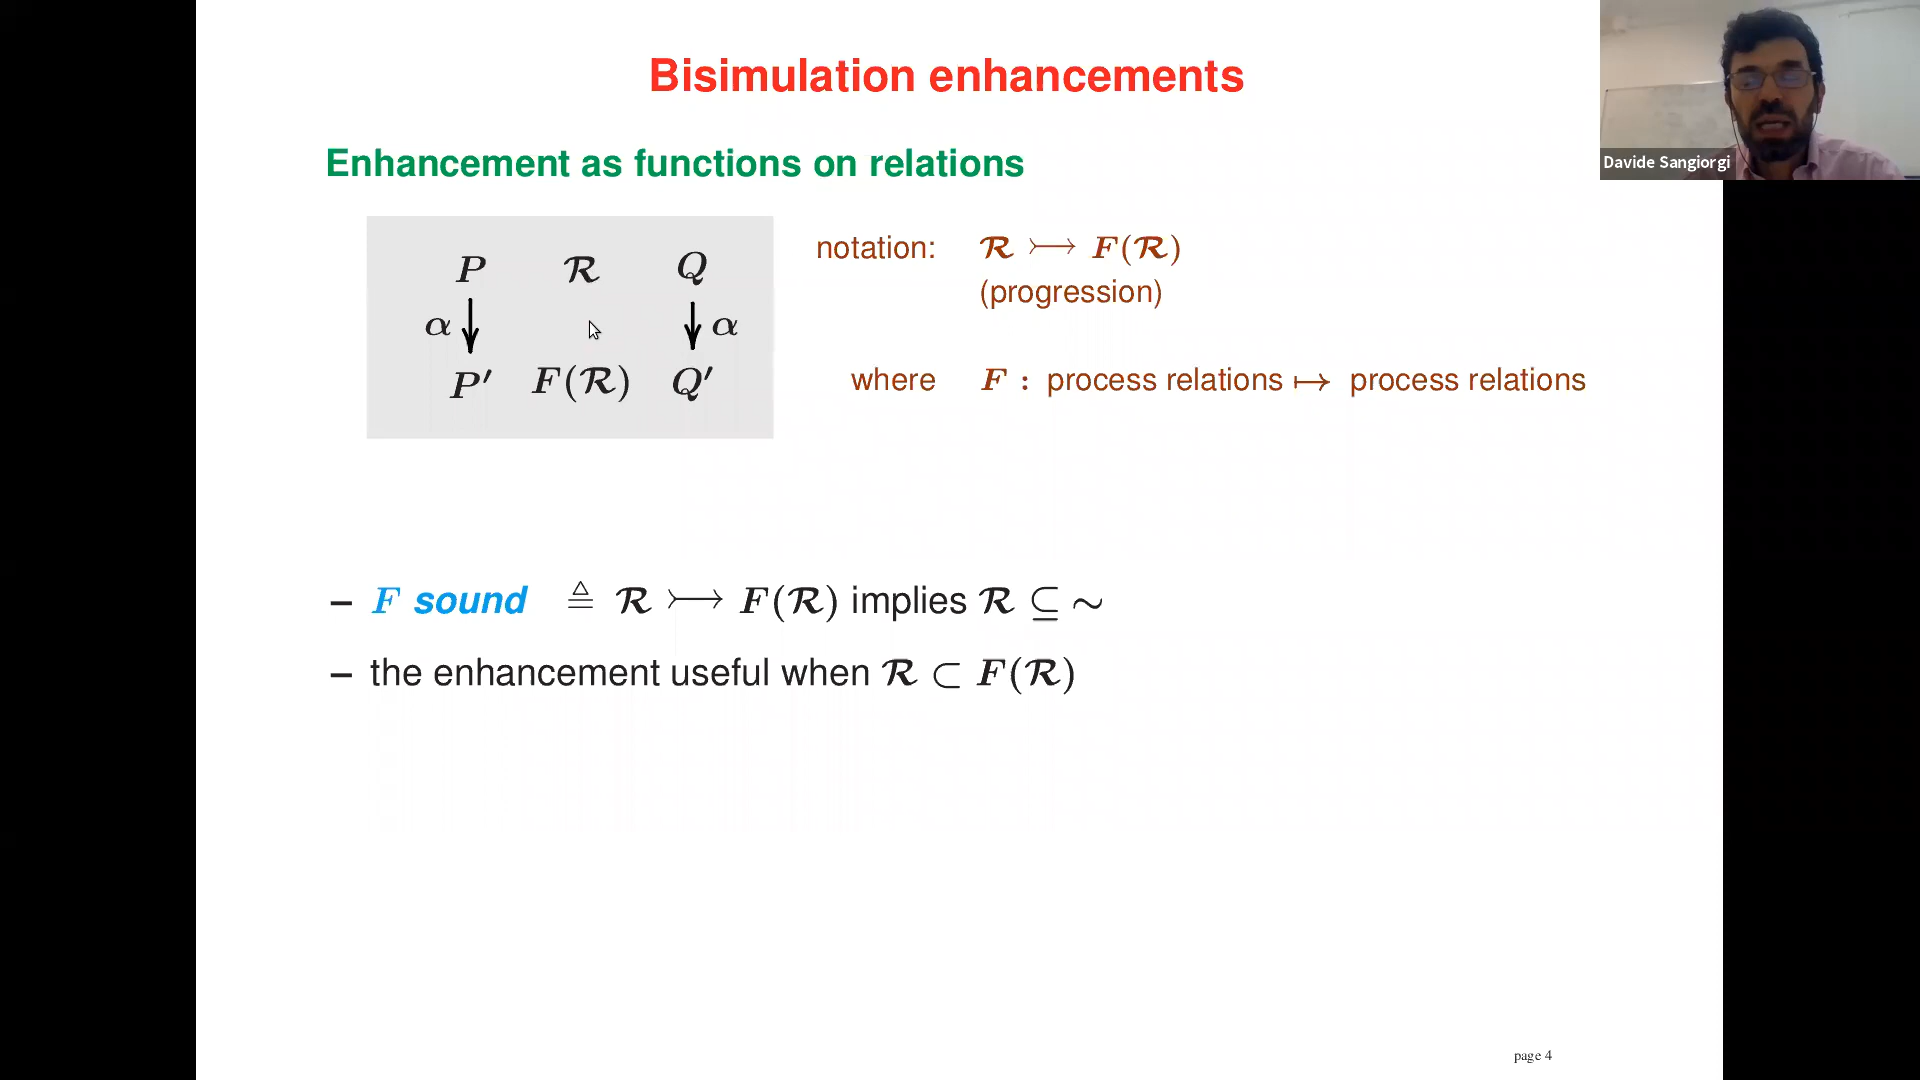 Bisimulation enhancements
Enhancement as functions on relations
P 𝓡 Q
α ↓ ↓ α
P′ F(𝓡) Q′
notation: 𝓡 ↣ F(𝓡)
(progression)
where F : process relations ↦ process relations
– F sound ≜ 𝓡 ↣ F(𝓡) implies 𝓡 ⊆ ∼
– the enhancement useful when 𝓡 ⊂ F(𝓡)
page 4
Davide Sangiorgi